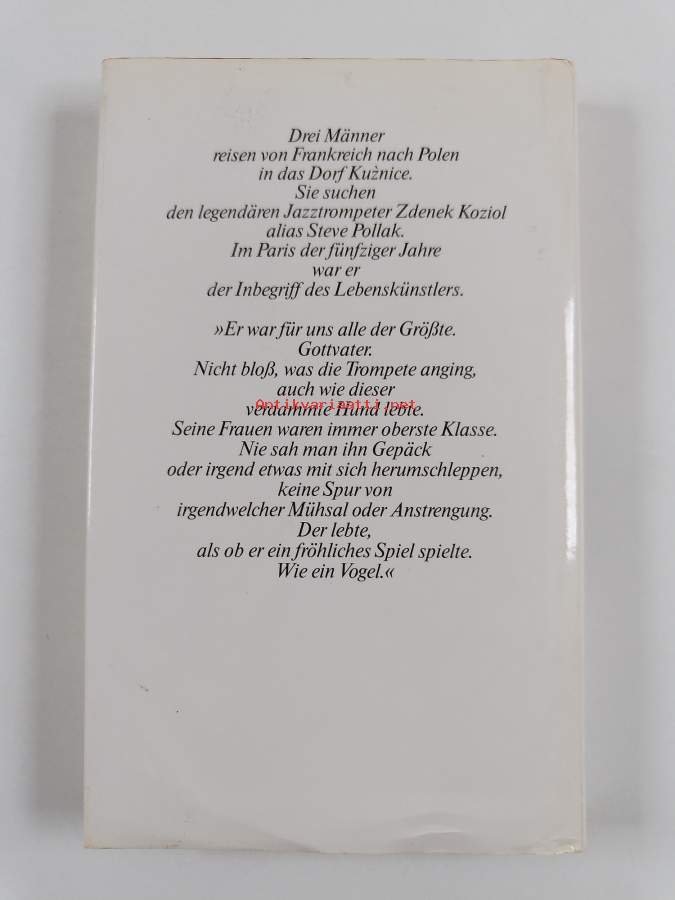 Drei Männer
reisen von Frankreich nach Polen
in das Dorf Kużnice.
Sie suchen
den legendären Jazztrompeter Zdenek Koziol
alias Steve Pollak.
Im Paris der fünfziger Jahre
war er
der Inbegriff des Lebenskünstlers.
»Er war für uns alle der Größte.
Gottvater.
Nicht bloß, was die Trompete anging,
auch wie dieser
verdammte Hund lebte.
Antikvariaatti.net
Seine Frauen waren immer oberste Klasse.
Nie sah man ihn Gepäck
oder irgend etwas mit sich herumschleppen,
keine Spur von
irgendwelcher Mühsal oder Anstrengung.
Der lebte,
als ob er ein fröhliches Spiel spielte.
Wie ein Vogel.«